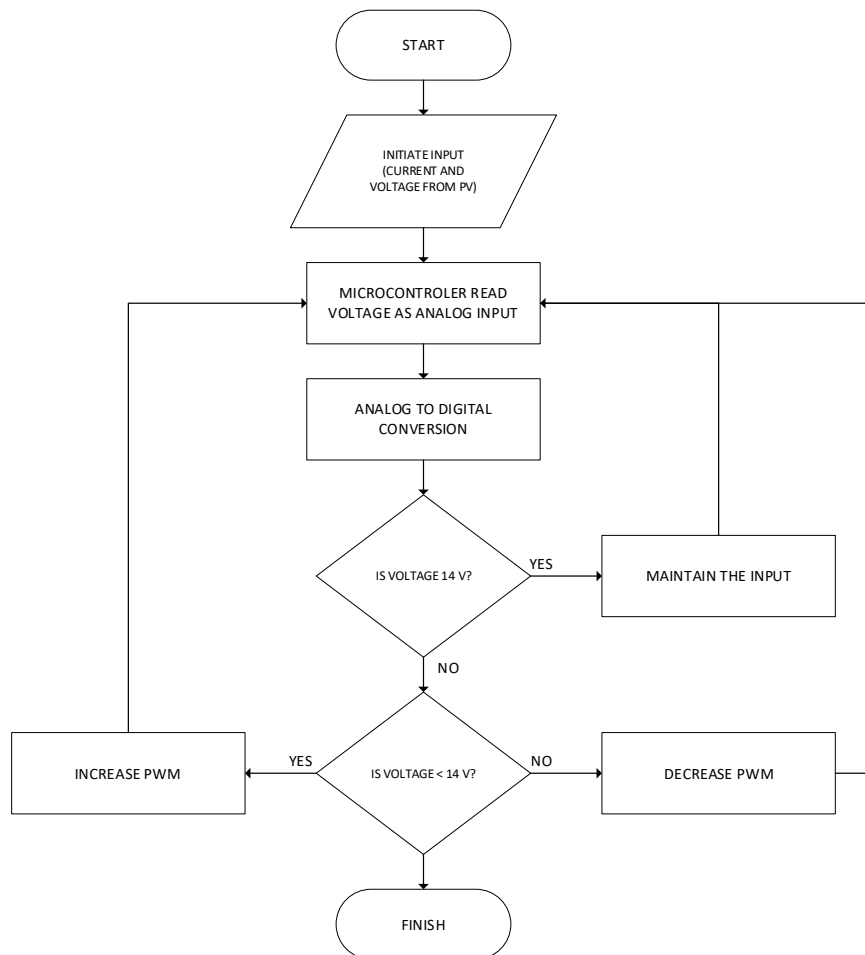 START
INITIATE INPUT
(CURRENT AND
VOLTAGE FROM PV)
MICROCONTROLER READ
VOLTAGE AS ANALOG INPUT
ANALOG TO DIGITAL
CONVERSION
IS VOLTAGE 14 V?
YES
MAINTAIN THE INPUT
NO
IS VOLTAGE < 14 V?
YES
INCREASE PWM
NO
DECREASE PWM
FINISH